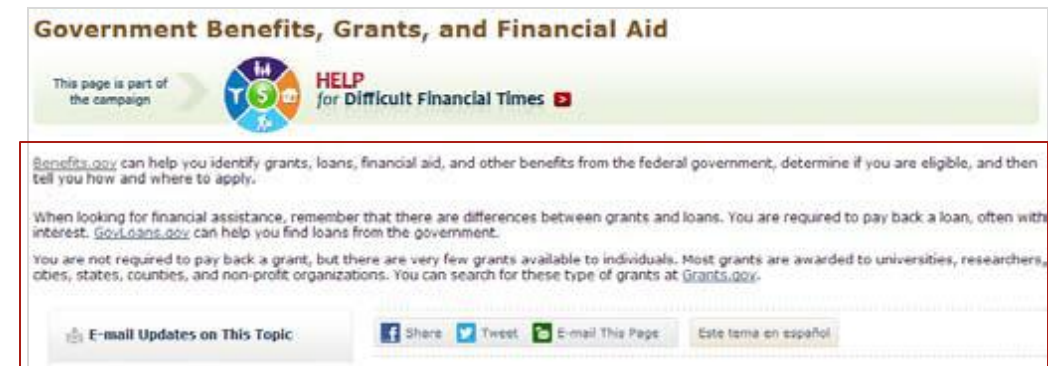 Government Benefits, Grants, and Financial Aid
This page is part of
the campaign
HELP
for Difficult Financial Times
Benefits.gov can help you identify grants, loans, financial aid, and other benefits from the federal government, determine if you are eligible, and then
tell you how and where to apply.
When looking for financial assistance, remember that there are differences between grants and loans. You are required to pay back a loan, often with
interest. GovLoans.gov can help you find loans from the government.
You are not required to pay back a grant, but there are very few grants available to individuals. Most grants are awarded to universities, researchers,
cities, states, counties, and non-profit organizations. You can search for these type of grants at Grants.gov.
E-mail Updates on This Topic
Share Tweet E-mail This Page Este tema en español